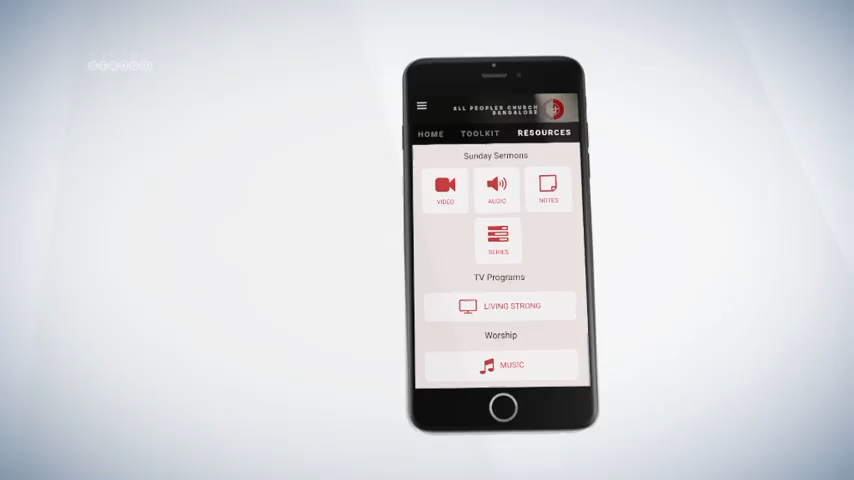 STRONG
ALL PEOPLES CHURCH
BANGALORE
HOME TOOLKIT RESOURCES
Sunday Sermons
VIDEO AUDIO NOTES
SERIES
TV Programs
LIVING STRONG
Worship
MUSIC